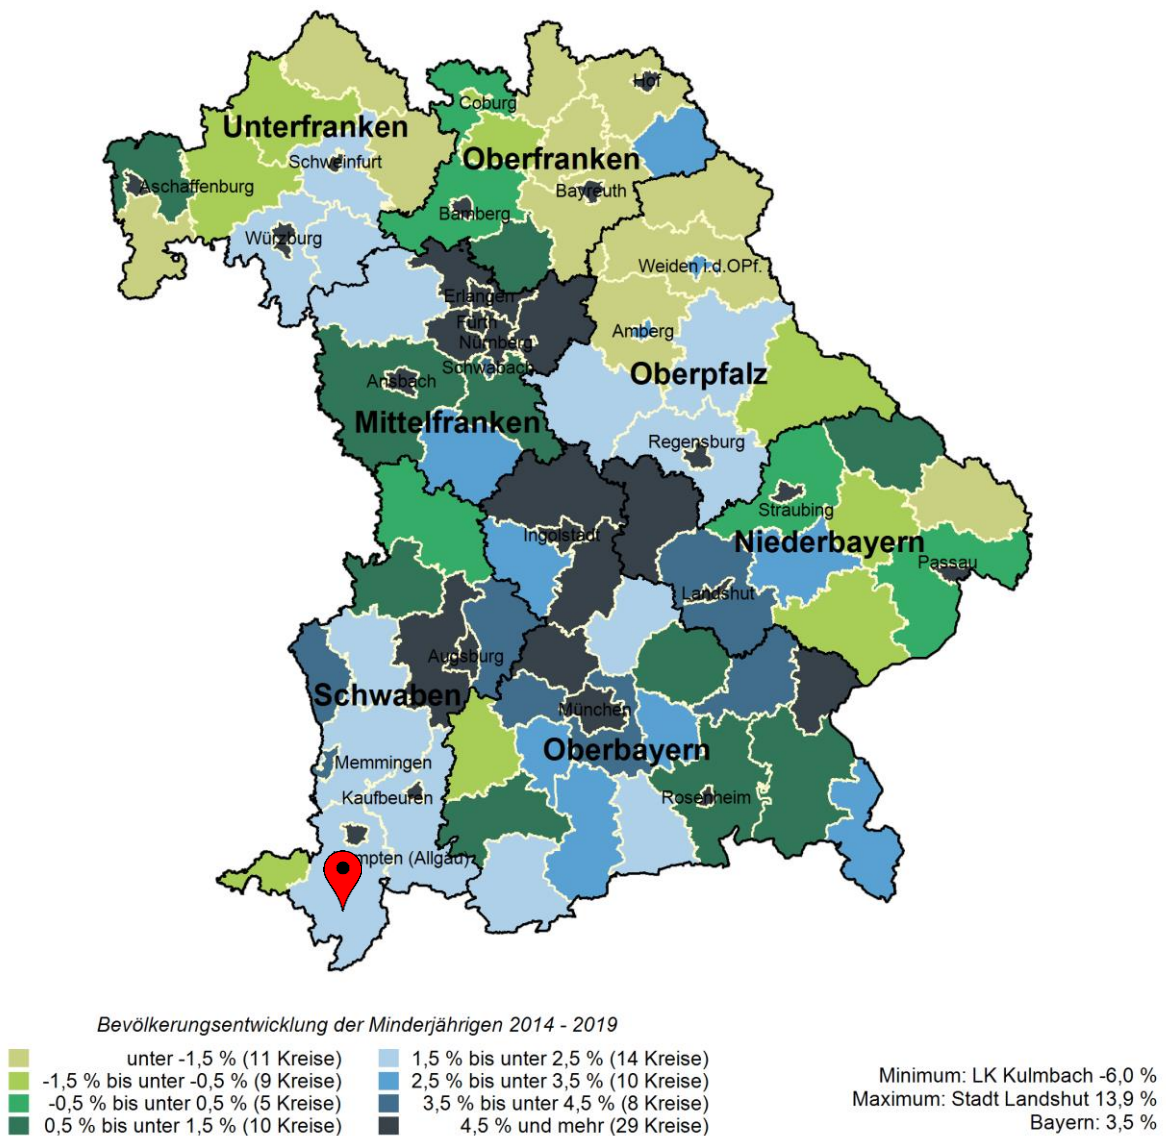 Hof
Coburg
Unterfranken
Oberfranken
Schweinfurt
Aschaffenburg
Bayreuth
Bamberg
Würzburg
Weiden i.d.OPf.
Erlangen
Fürth
Amberg
Nürnberg
Schwabach
Oberpfalz
Ansbach
Mittelfranken
Regensburg
Straubing
Ingolstadt
Niederbayern
Passau
Landshut
Augsburg
Schwaben
München
Oberbayern
Memmingen
Kaufbeuren
Rosenheim
mpten (Allgäu)
Bevölkerungsentwicklung der Minderjährigen 2014 - 2019
unter -1,5 % (11 Kreise)
-1,5 % bis unter -0,5 % (9 Kreise)
-0,5 % bis unter 0,5 % (5 Kreise)
0,5 % bis unter 1,5 % (10 Kreise)
1,5 % bis unter 2,5 % (14 Kreise)
2,5 % bis unter 3,5 % (10 Kreise)
3,5 % bis unter 4,5 % (8 Kreise)
4,5 % und mehr (29 Kreise)
Minimum: LK Kulmbach -6,0 %
Maximum: Stadt Landshut 13,9 %
Bayern: 3,5 %